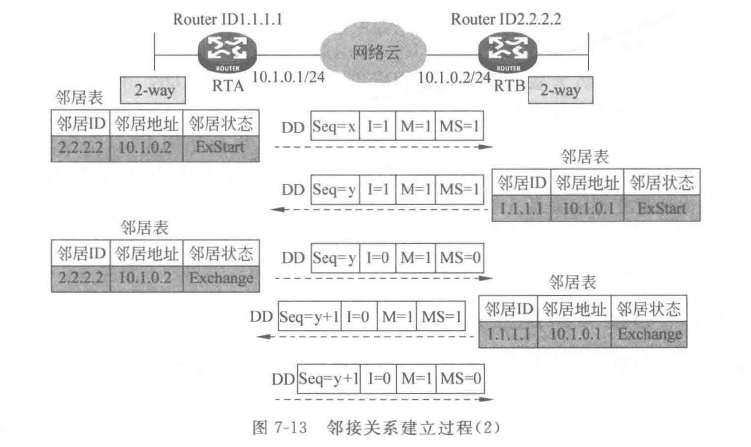 Router ID1.1.1.1
Router ID2.2.2.2
网络云
ROUTER
ROUTER
10.1.0.1/24
10.1.0.2/24
RTA
RTB
2-way
2-way
邻居表
邻居ID 邻居地址 邻居状态
2.2.2.2 10.1.0.2 ExStart
DD Seq=x I=1 M=1 MS=1
邻居表
DD Seq=y I=1 M=1 MS=1
邻居ID 邻居地址 邻居状态
1.1.1.1 10.1.0.1 ExStart
邻居表
邻居ID 邻居地址 邻居状态
2.2.2.2 10.1.0.2 Exchange
DD Seq=y I=0 M=1 MS=0
邻居表
DD Seq=y+1 I=0 M=1 MS=1
邻居ID 邻居地址 邻居状态
1.1.1.1 10.1.0.1 Exchange
DD Seq=y+1 I=0 M=1 MS=0
图 7-13 邻接关系建立过程(2)